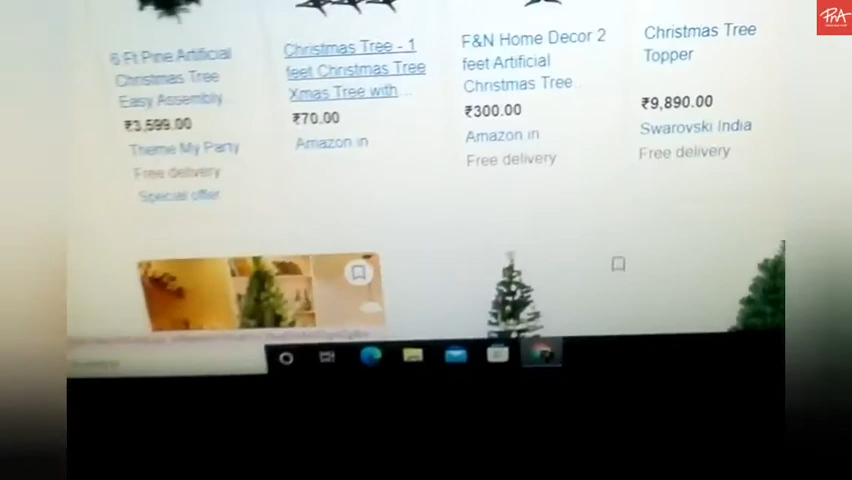 6 Ft Pine Artificial
Christmas Tree
Easy Assembly...
₹3,599.00
Theme My Party
Free delivery
Special offer
Christmas Tree - 1
feet Christmas Tree
Xmas Tree with...
₹70.00
Amazon in
F&N Home Decor 2
feet Artificial
Christmas Tree...
₹300.00
Amazon in
Free delivery
Christmas Tree
Topper
₹9,890.00
Swarovski India
Free delivery
PnA